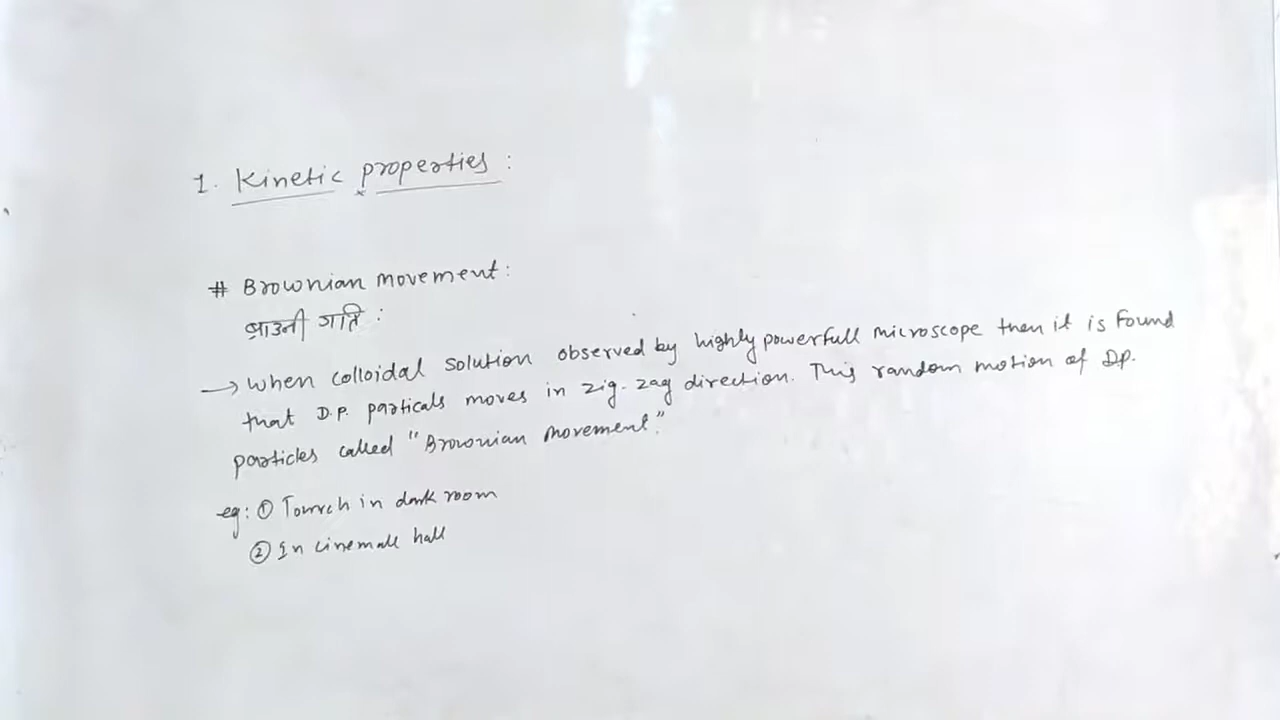 1. Kinetic properties :
# Brownian movement :
ब्राउनी गति :
→ when colloidal solution observed by highly powerfull microscope then it is found
that D.P. particals moves in zig-zag direction. This random motion of D.P.
particles called "Brownian movement".
eg: ① Tourch in dark room
② In cinemall hall